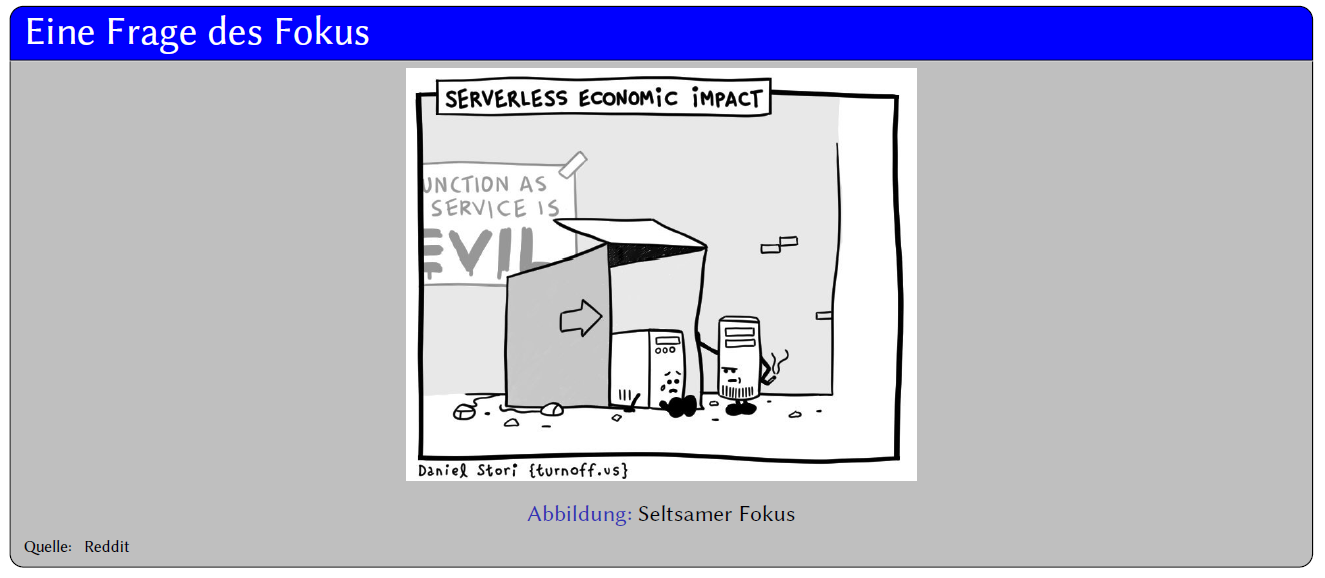 Eine Frage des Fokus
SERVERLESS ECONOMIC IMPACT
UNCTION AS
SERVICE IS
EVIL
Daniel Stori {turnoff.us}
Abbildung: Seltsamer Fokus
Quelle: Reddit